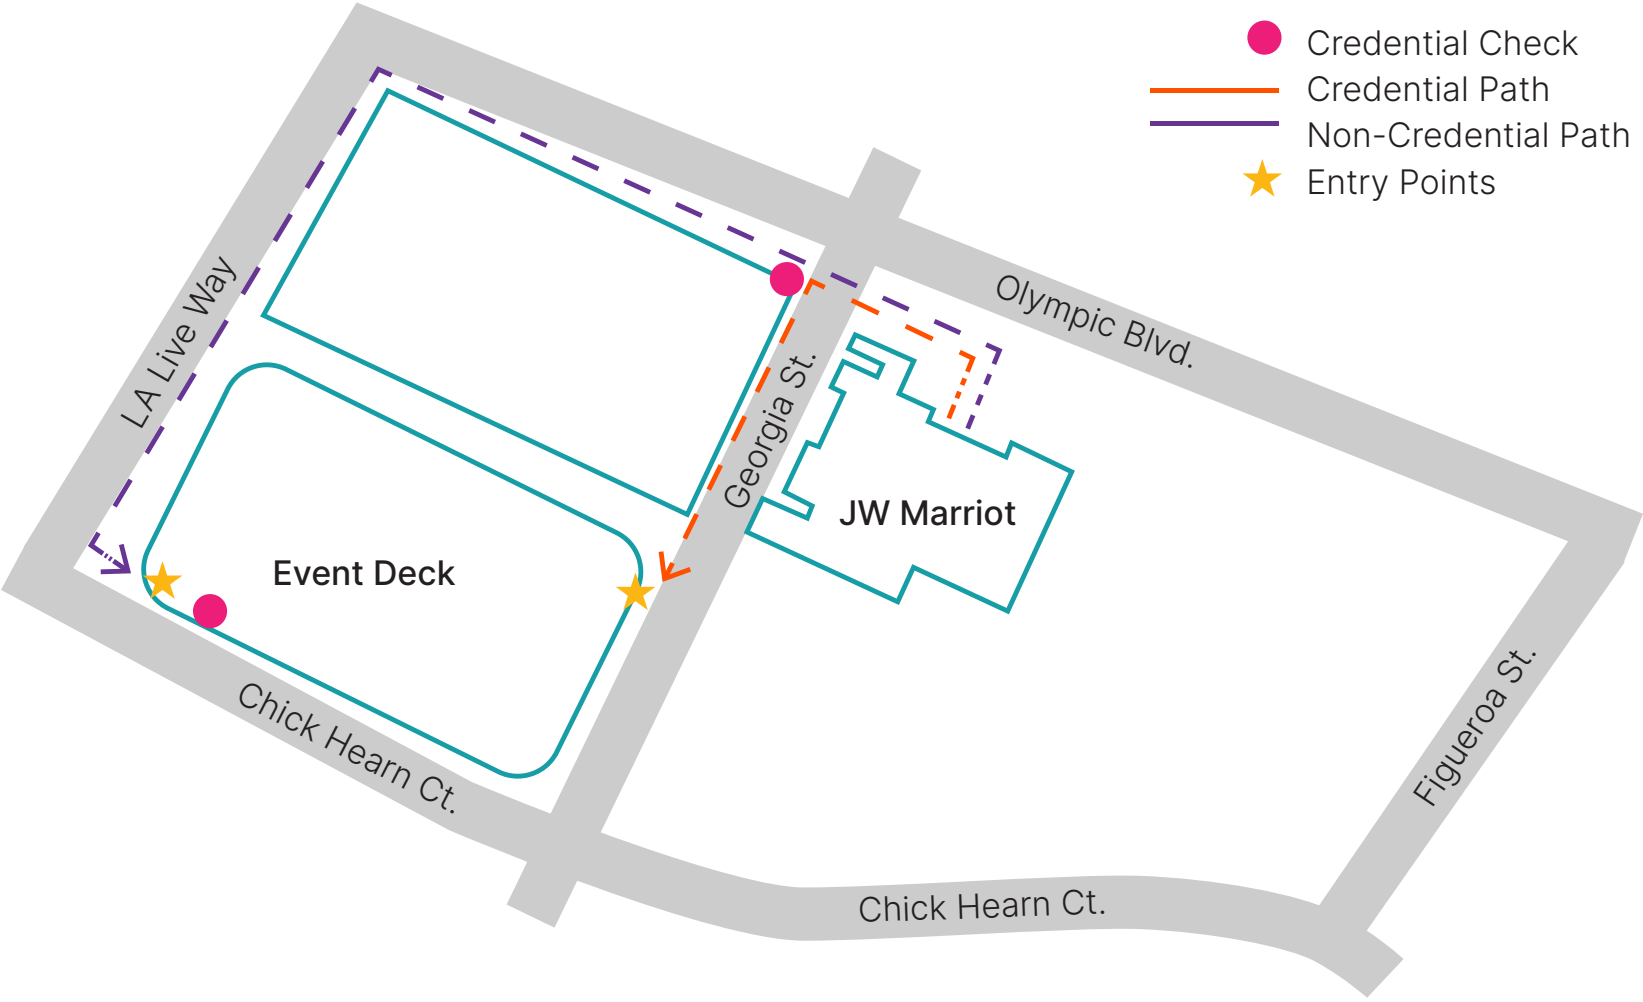 Credential Check
Credential Path
Non-Credential Path
Entry Points
Olympic Blvd.
LA Live Way
Georgia St.
JW Marriot
Event Deck
Figueroa St.
Chick Hearn Ct.
Chick Hearn Ct.